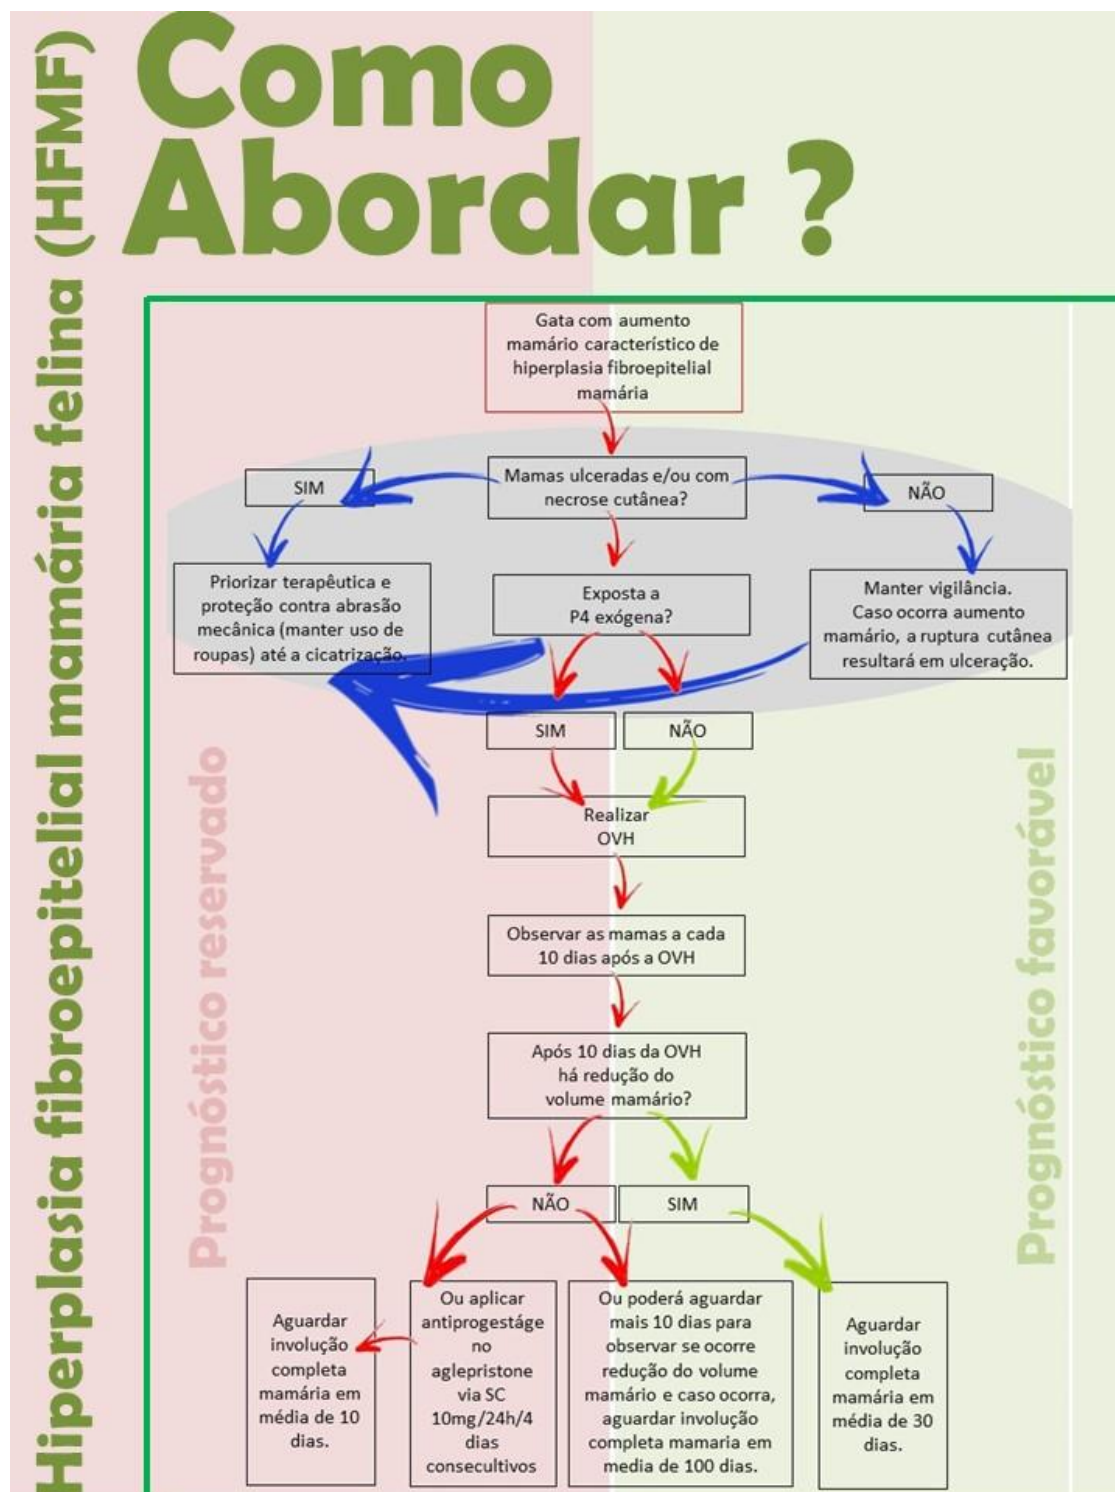 Hiperplasia fibroepitelial mamária felina (HFMF)
Como
Abordar ?
Gata com aumento
mamário característico de
hiperplasia fibroepitelial
mamária
SIM
Mamas ulceradas e/ou com
necrose cutânea?
NÃO
Priorizar terapêutica e
proteção contra abrasão
mecânica (manter uso de
roupas) até a cicatrização.
Exposta a
P4 exógena?
Manter vigilância.
Caso ocorra aumento
mamário, a ruptura cutânea
resultará em ulceração.
SIM
NÃO
Prognóstico reservado
Prognóstico favorável
Realizar
OVH
Observar as mamas a cada
10 dias após a OVH
Após 10 dias da OVH
há redução do
volume mamário?
NÃO
SIM
Aguardar
involução
completa
mamária em
média de 10
dias.
Ou aplicar
antiprogestáge
no
aglepristone
via SC
10mg/24h/4
dias
consecultivos
Ou poderá aguardar
mais 10 dias para
observar se ocorre
redução do volume
mamário e caso ocorra,
aguardar involução
completa mamaria em
media de 100 dias.
Aguardar
involução
completa
mamária em
média de 30
dias.